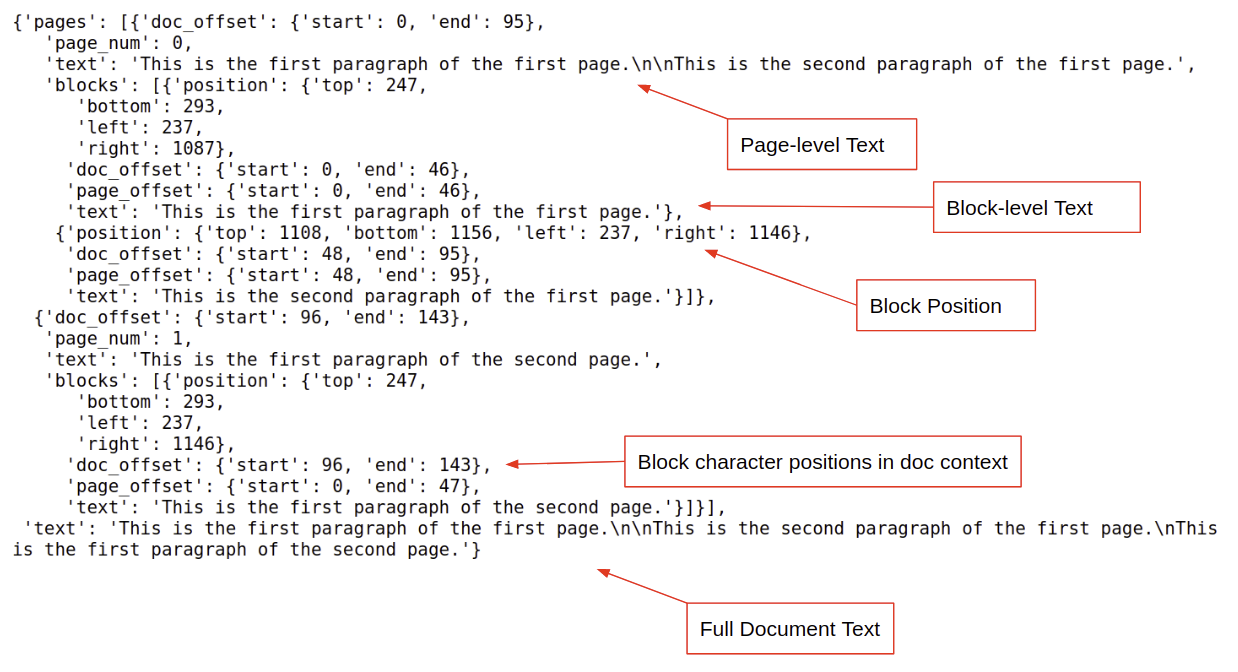 {'pages': [{'doc_offset': {'start': 0, 'end': 95},
'page_num': 0,
'text': 'This is the first paragraph of the first page.\n\nThis is the second paragraph of the first page.',
'blocks': [{'position': {'top': 247,
'bottom': 293,
'left': 237,
'right': 1087},
Page-level Text
'doc_offset': {'start': 0, 'end': 46},
'page_offset': {'start': 0, 'end': 46},
'text': 'This is the first paragraph of the first page.'},
Block-level Text
{'position': {'top': 1108, 'bottom': 1156, 'left': 237, 'right': 1146},
'doc_offset': {'start': 48, 'end': 95},
'page_offset': {'start': 48, 'end': 95},
'text': 'This is the second paragraph of the first page.'}]},
Block Position
{'doc_offset': {'start': 96, 'end': 143},
'page_num': 1,
'text': 'This is the first paragraph of the second page.',
'blocks': [{'position': {'top': 247,
'bottom': 293,
'left': 237,
'right': 1146},
'doc_offset': {'start': 96, 'end': 143},
Block character positions in doc context
'page_offset': {'start': 0, 'end': 47},
'text': 'This is the first paragraph of the second page.'}]}],
'text': 'This is the first paragraph of the first page.\n\nThis is the second paragraph of the first page.\nThis
is the first paragraph of the second page.'}
Full Document Text